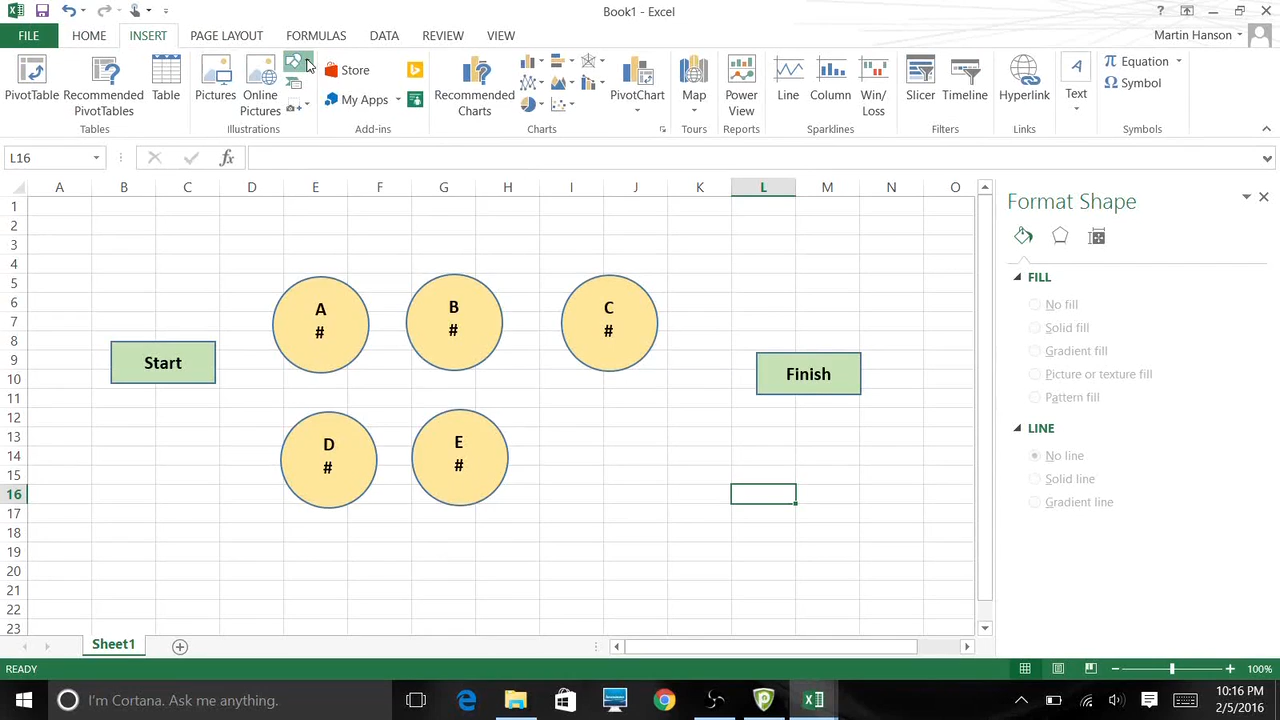 Book1 - Excel
?
FILE HOME INSERT PAGE LAYOUT FORMULAS DATA REVIEW VIEW Martin Hanson
PivotTable
Recommended
PivotTables
Table
Tables
Pictures
Online
Pictures
Illustrations
Store
My Apps
Add-ins
Recommended
Charts
PivotChart
Charts
Map
Tours
Power
View
Reports
Line
Column
Win/
Loss
Sparklines
Slicer
Timeline
Filters
Hyperlink
Links
Text
π Equation
Ω Symbol
Symbols
L16
fx
A B C D E F G H I J K L M N O
1
2
3
4
5
6
7
8
9
10
11
12
13
14
15
16
17
18
19
20
21
22
23
A
#
B
#
C
#
Start
Finish
D
#
E
#
Format Shape
FILL
No fill
Solid fill
Gradient fill
Picture or texture fill
Pattern fill
LINE
No line
Solid line
Gradient line
Sheet1
READY
100%
I'm Cortana. Ask me anything.
10:16 PM
2/5/2016